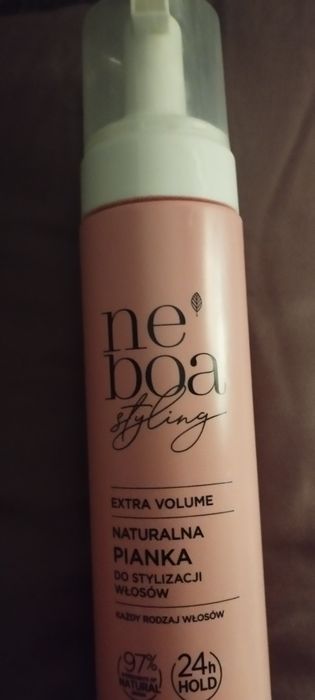 ne
boa
styling
EXTRA VOLUME
NATURALNA
PIANKA
DO STYLIZACJI
WŁOSÓW
KAŻDY RODZAJ WŁOSÓW
97%
NATURAL
24h
HOLD